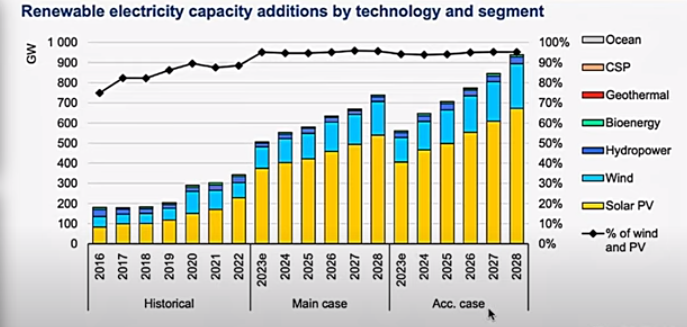 Renewable electricity capacity additions by technology and segment
GW
1 000
900
800
700
600
500
400
300
200
100
0
100%
90%
80%
70%
60%
50%
40%
30%
20%
10%
0%
2016
2017
2018
2019
2020
2021
2022
2023e
2024
2025
2026
2027
2028
2023e
2024
2025
2026
2027
2028
Historical
Main case
Acc. case
Ocean
CSP
Geothermal
Bioenergy
Hydropower
Wind
Solar PV
% of wind
and PV